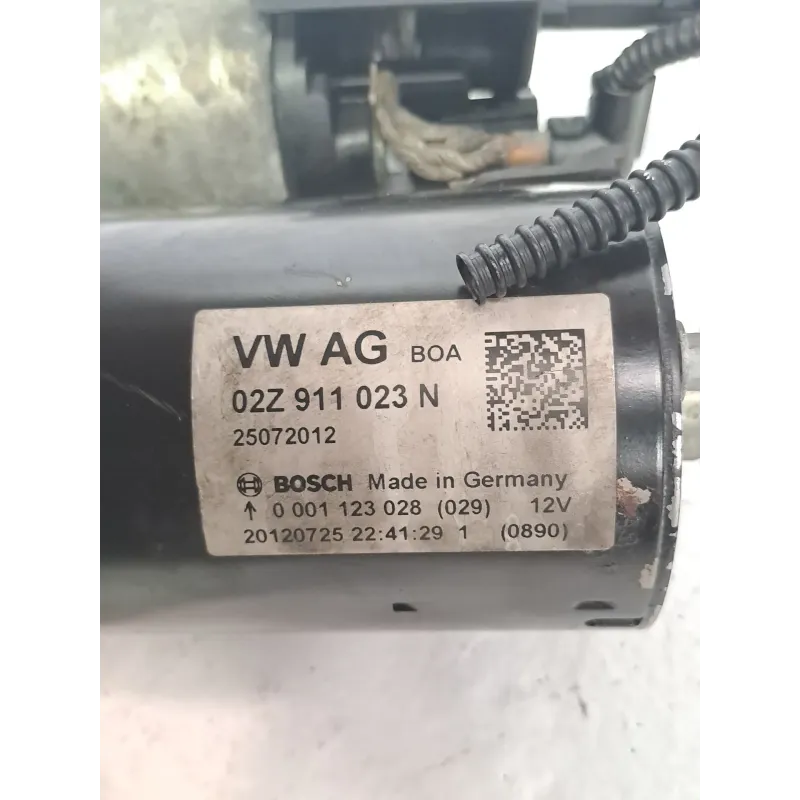 VW AG BOA
02Z 911 023 N
25072012
BOSCH Made in Germany
↑ 0 001 123 028 (029) 12V
20120725 22:41:29 1 (0890)